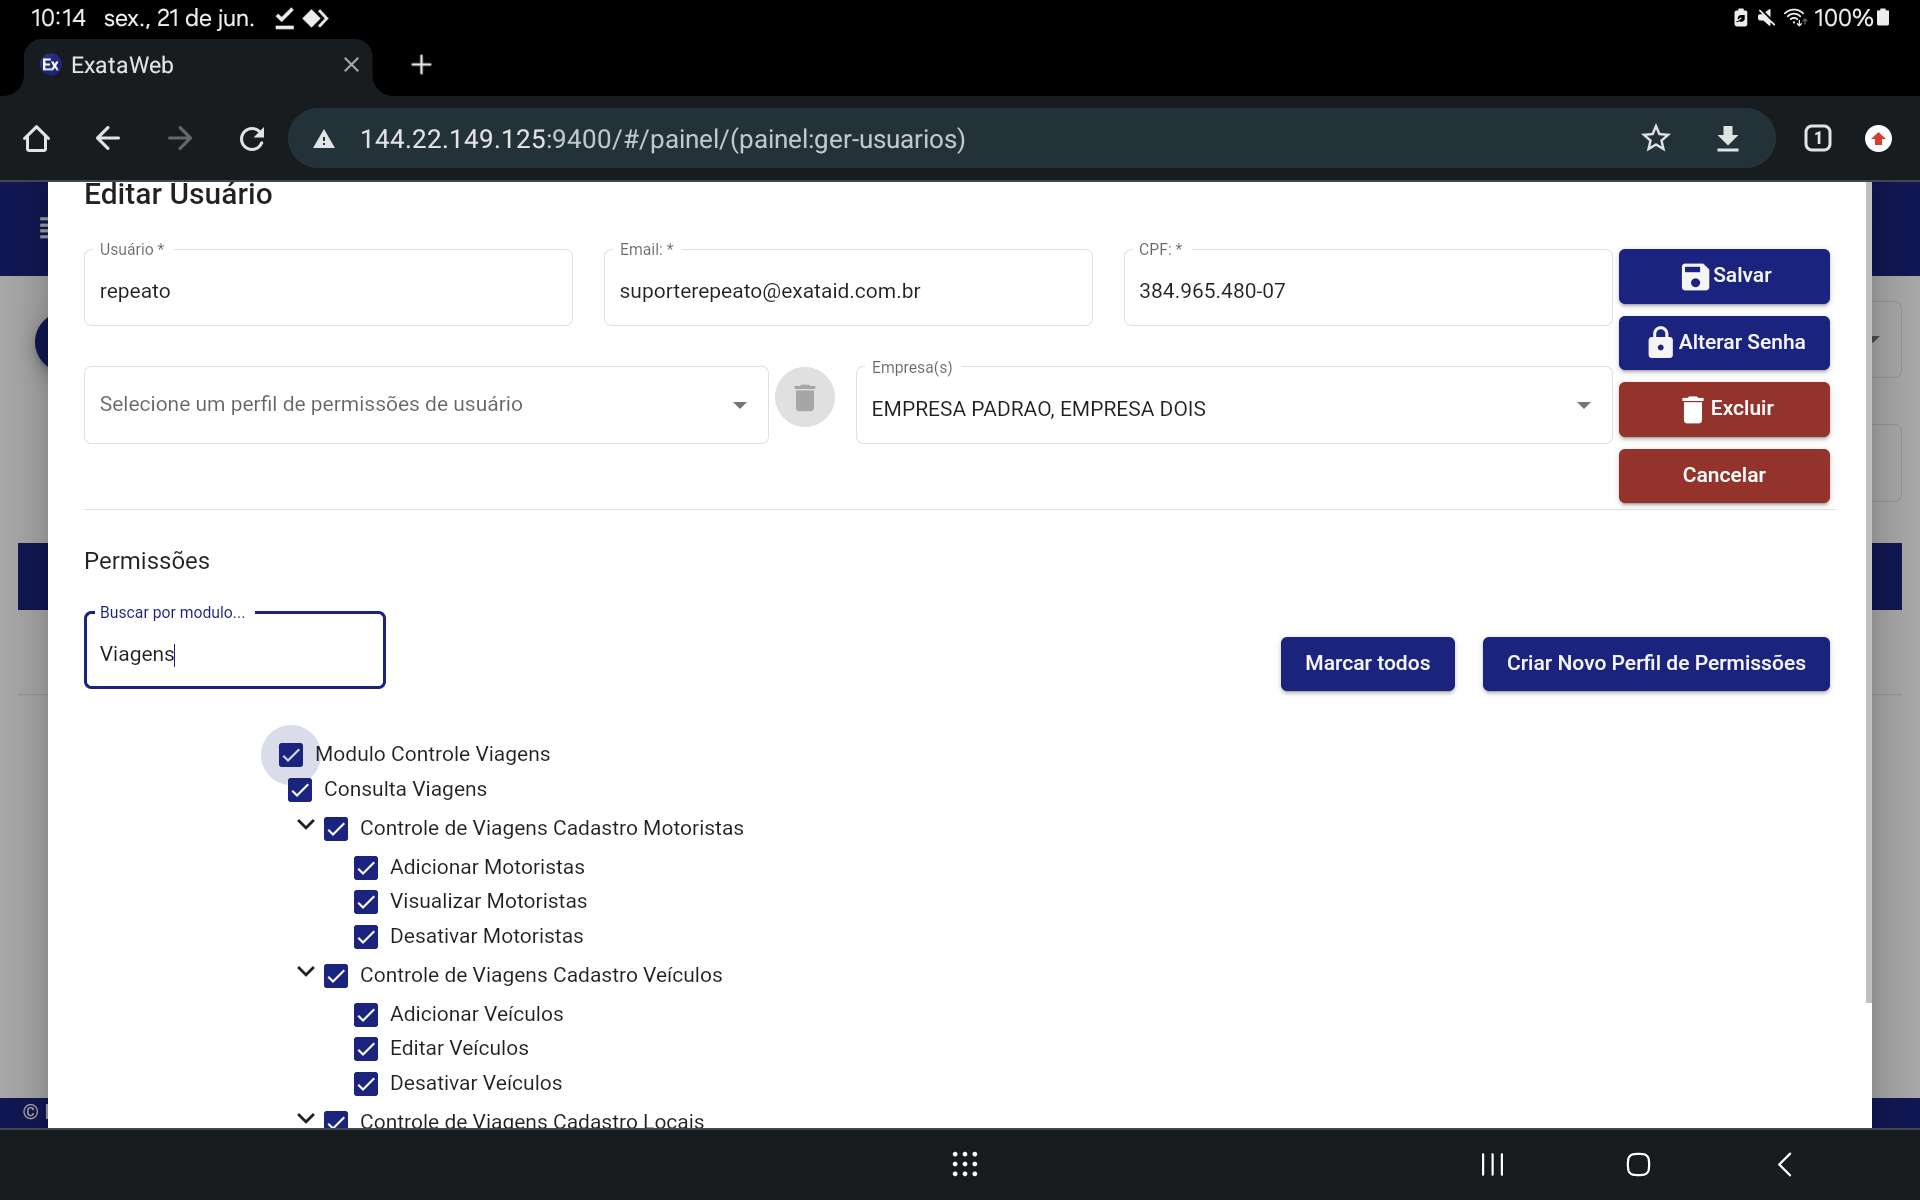 10:14 sex., 21 de jun. 100%
Ex ExataWeb
144.22.149.125:9400/#/painel/(painel:ger-usuarios) 1
Editar Usuário
Usuário * Email: * CPF: *
repeato suporterepeato@exataid.com.br 384.965.480-07
Salvar
Alterar Senha
Empresa(s)
Selecione um perfil de permissões de usuário EMPRESA PADRAO, EMPRESA DOIS
Excluir
Cancelar
Permissões
Buscar por modulo...
Viagens
Marcar todos Criar Novo Perfil de Permissões
Modulo Controle Viagens
Consulta Viagens
Controle de Viagens Cadastro Motoristas
Adicionar Motoristas
Visualizar Motoristas
Desativar Motoristas
Controle de Viagens Cadastro Veículos
Adicionar Veículos
Editar Veículos
Desativar Veículos
©
Controle de Viagens Cadastro Locais